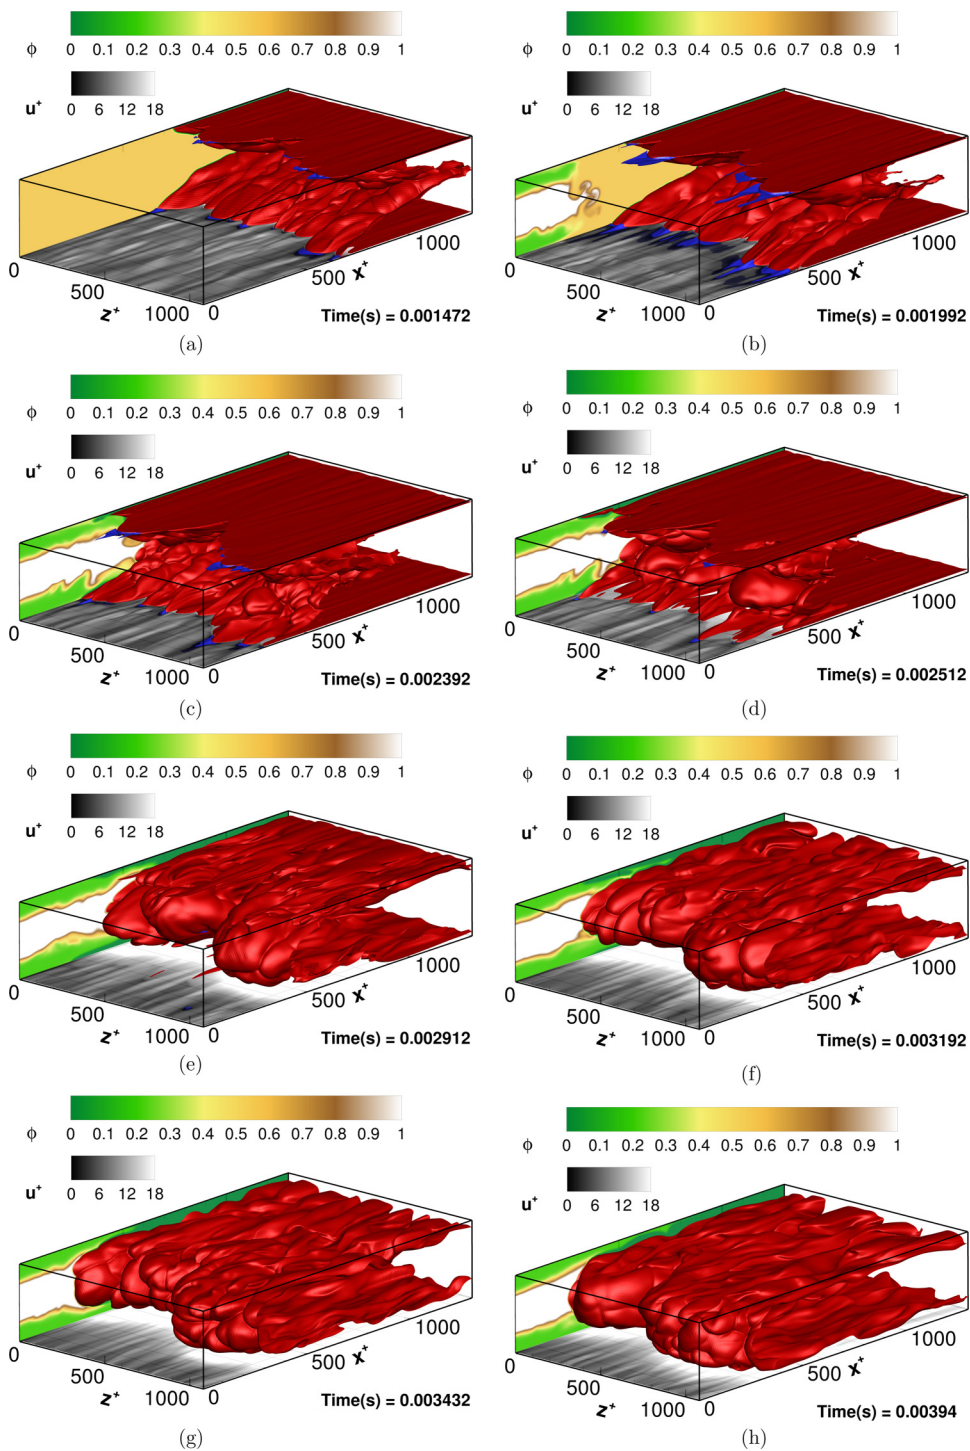 ϕ
0 0.1 0.2 0.3 0.4 0.5 0.6 0.7 0.8 0.9 1
u⁺
0 6 12 18
0
500
1000
z⁺
0
500
x⁺
1000
Time(s) = 0.001472
(a)
ϕ
0 0.1 0.2 0.3 0.4 0.5 0.6 0.7 0.8 0.9 1
u⁺
0 6 12 18
0
500
1000
z⁺
0
500
x⁺
1000
Time(s) = 0.001992
(b)
ϕ
0 0.1 0.2 0.3 0.4 0.5 0.6 0.7 0.8 0.9 1
u⁺
0 6 12 18
0
500
1000
z⁺
0
500
x⁺
1000
Time(s) = 0.002392
(c)
ϕ
0 0.1 0.2 0.3 0.4 0.5 0.6 0.7 0.8 0.9 1
u⁺
0 6 12 18
0
500
1000
z⁺
0
500
x⁺
1000
Time(s) = 0.002512
(d)
ϕ
0 0.1 0.2 0.3 0.4 0.5 0.6 0.7 0.8 0.9 1
u⁺
0 6 12 18
0
500
1000
z⁺
0
500
x⁺
1000
Time(s) = 0.002912
(e)
ϕ
0 0.1 0.2 0.3 0.4 0.5 0.6 0.7 0.8 0.9 1
u⁺
0 6 12 18
0
500
1000
z⁺
0
500
x⁺
1000
Time(s) = 0.003192
(f)
ϕ
0 0.1 0.2 0.3 0.4 0.5 0.6 0.7 0.8 0.9 1
u⁺
0 6 12 18
0
500
1000
z⁺
0
500
x⁺
1000
Time(s) = 0.003432
(g)
ϕ
0 0.1 0.2 0.3 0.4 0.5 0.6 0.7 0.8 0.9 1
u⁺
0 6 12 18
0
500
1000
z⁺
0
500
x⁺
1000
Time(s) = 0.00394
(h)